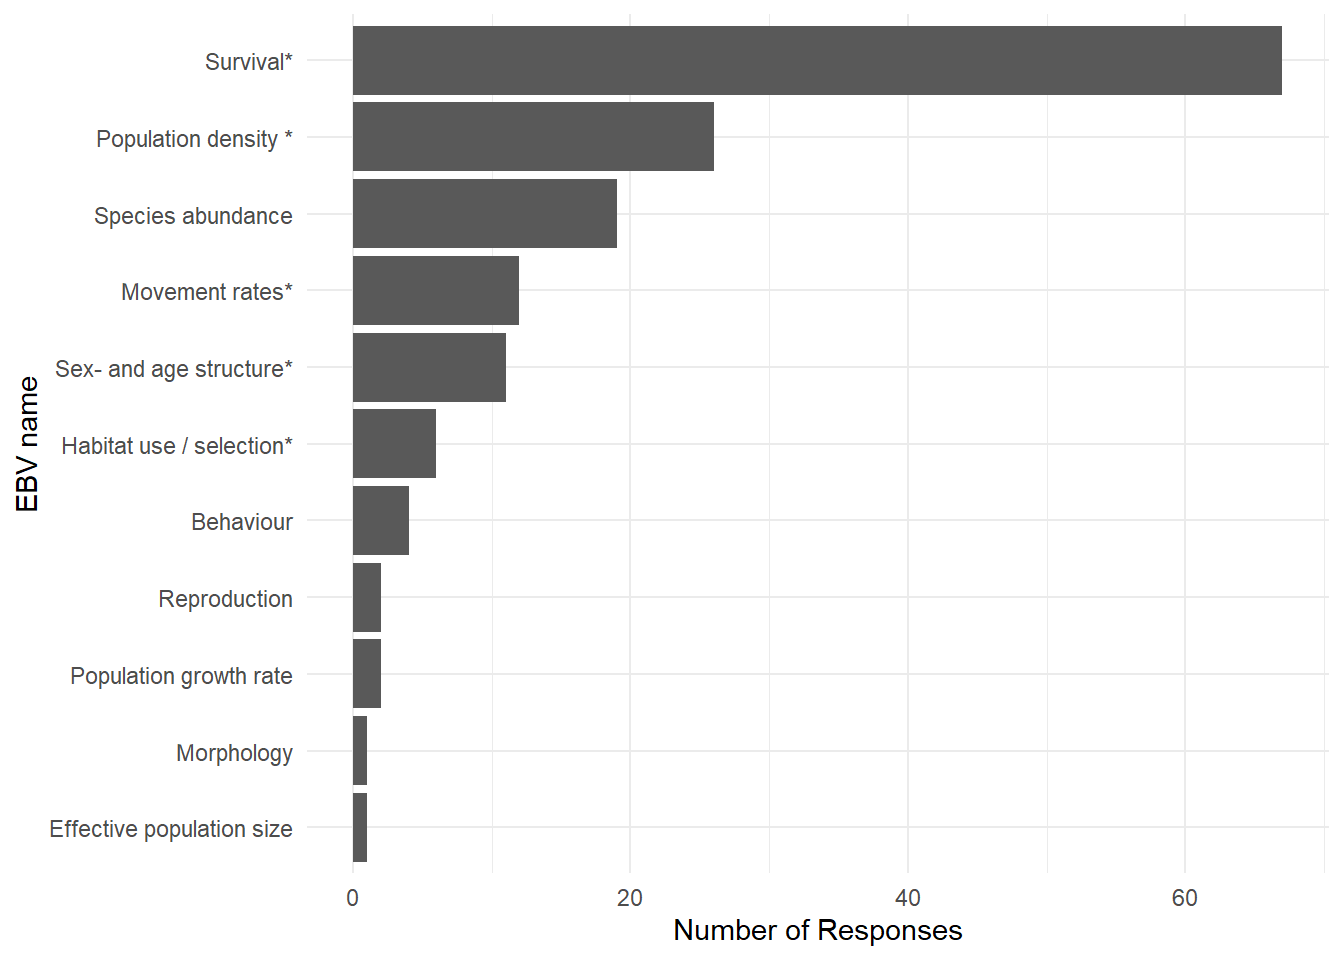 Survival*
Population density *
Species abundance
Movement rates*
Sex- and age structure*
Habitat use / selection*
Behaviour
Reproduction
Population growth rate
Morphology
Effective population size
EBV name
0 20 40 60
Number of Responses